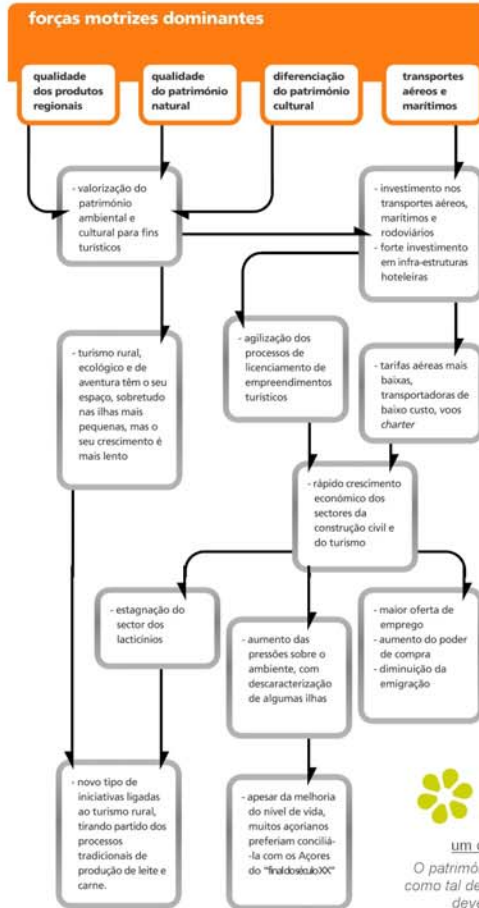 forças motrizes dominantes
qualidade
dos produtos
regionais
qualidade
do património
natural
diferenciação
do património
cultural
transportes
aéreos e
marítimos
- valorização do
património
ambiental e
cultural para fins
turísticos
- investimento nos
transportes aéreos,
marítimos e
rodoviários
- forte investimento
em infra-estruturas
hoteleiras
- turismo rural,
ecológico e de
aventura têm o seu
espaço, sobretudo
nas ilhas mais
pequenas, mas o
seu crescimento é
mais lento
- agilização dos
processos de
licenciamento de
empreendimentos
turísticos
- tarifas aéreas mais
baixas,
transportadoras de
baixo custo, voos
charter
- rápido crescimento
económico dos
sectores da
construção civil e
do turismo
- estagnação do
sector dos
lacticínios
- aumento das
pressões sobre o
ambiente, com
descaracterização
de algumas ilhas
- maior oferta de
emprego
- aumento do poder
de compra
- diminuição da
emigração
- novo tipo de
iniciativas ligadas
ao turismo rural,
tirando partido dos
processos
tradicionais de
produção de leite e
carne.
- apesar da melhoria
do nível de vida,
muitos açorianos
preferiam conciliá-
-la com os Açores
do "final do século XX"
um
O
como tal